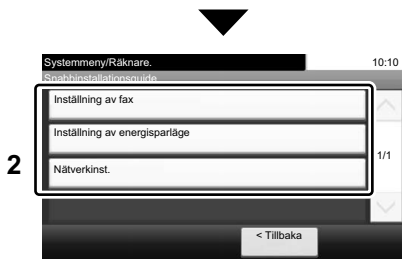 Systemmeny/Räknare.
10:10
Snabbinstallationsguide
Inställning av fax
Inställning av energisparläge
1/1
2
Nätverkinst.
< Tillbaka